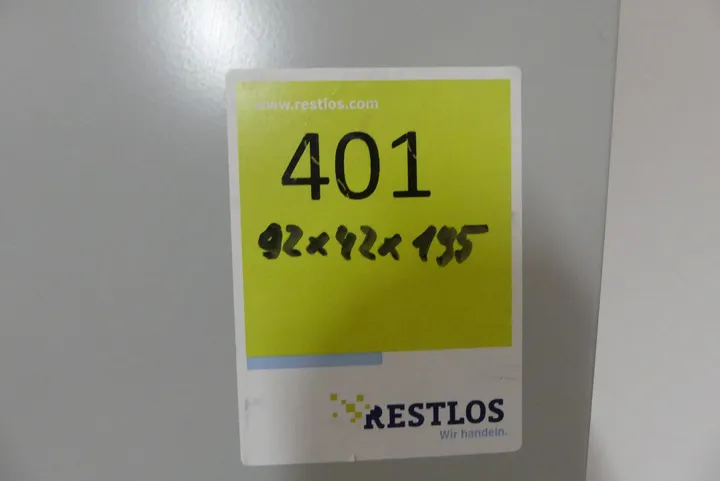 www.restlos.com
401
92x42x195
RESTLOS
Wir handeln.